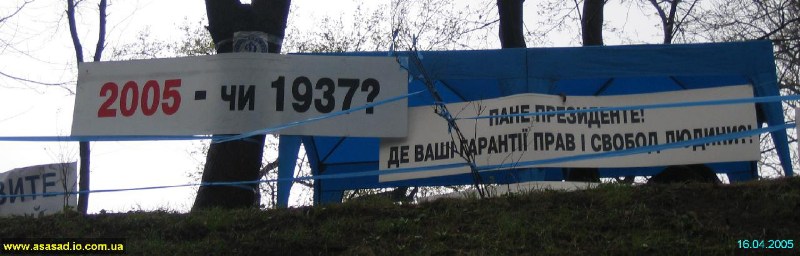 2005 - чи 1937?
ПАНЕ ПРЕЗИДЕНТЕ!
ДЕ ВАШІ ГАРАНТІЇ ПРАВ І СВОБОД ЛЮДИНИ?!
ВИТЕ
www.asasad.io.com.ua
16.04.2005